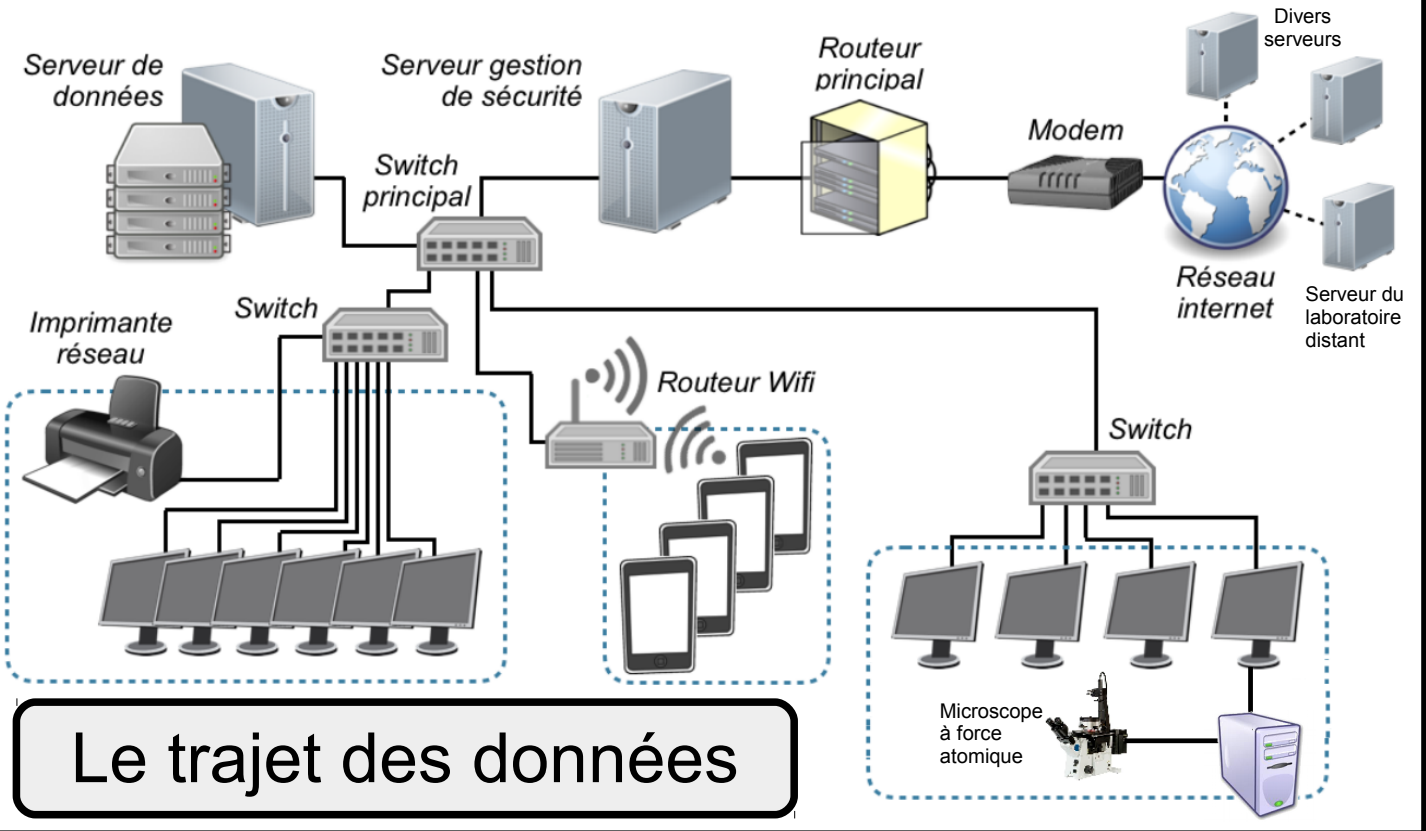 Divers
serveurs
Serveur de
données
Serveur gestion
de sécurité
Routeur
principal
Modem
Switch
principal
Réseau
internet
Serveur du
laboratoire
distant
Switch
Imprimante
réseau
Routeur Wifi
Switch
Microscope
à force
atomique
Le trajet des données